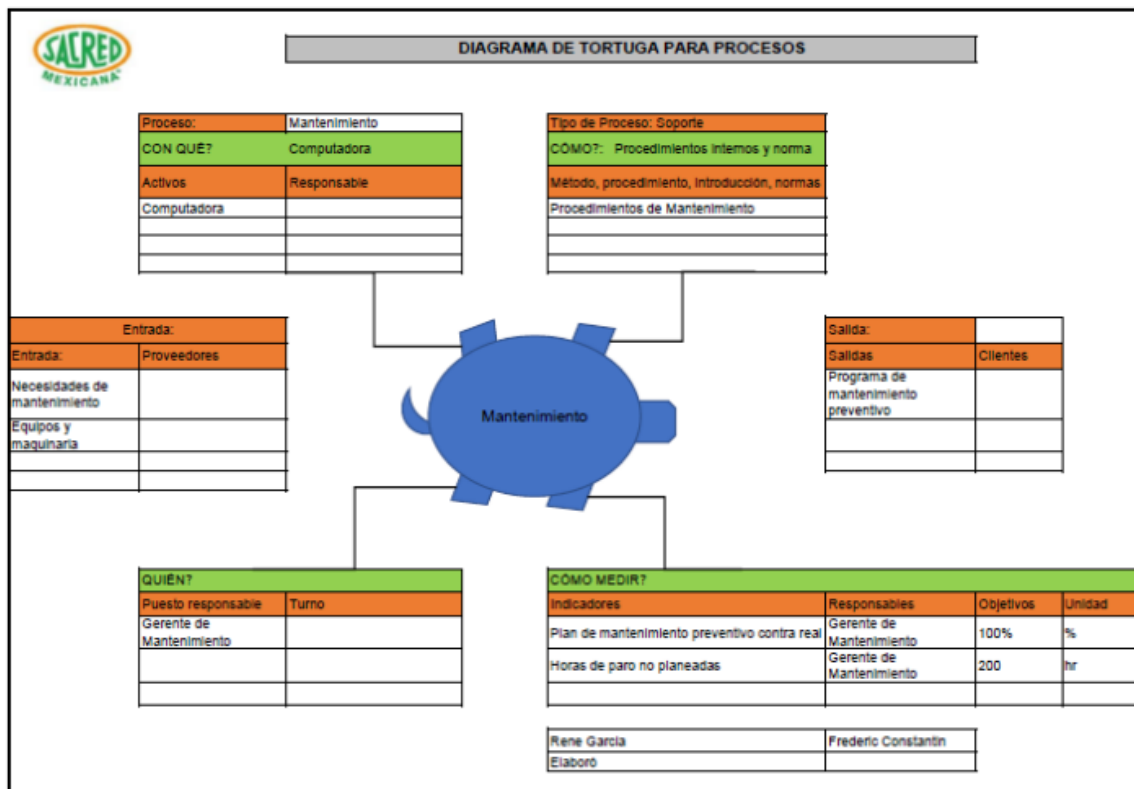 SACRED
MEXICANA
DIAGRAMA DE TORTUGA PARA PROCESOS
Proceso: Mantenimiento
CON QUÉ? Computadora
Activos Responsable
Computadora
Tipo de Proceso: Soporte
CÓMO?: Procedimientos internos y norma
Método, procedimiento, introducción, normas
Procedimientos de Mantenimiento
Entrada:
Entrada: Proveedores
Necesidades de
mantenimiento
Equipos y
maquinaria
Mantenimiento
Salida:
Salidas Clientes
Programa de
mantenimiento
preventivo
QUIÉN?
Puesto responsable Turno
Gerente de
Mantenimiento
CÓMO MEDIR?
Indicadores Responsables Objetivos Unidad
Plan de mantenimiento preventivo contra real Gerente de
Mantenimiento 100% %
Horas de paro no planeadas Gerente de
Mantenimiento 200 hr
Rene Garcia Frederic Constantin
Elaboró